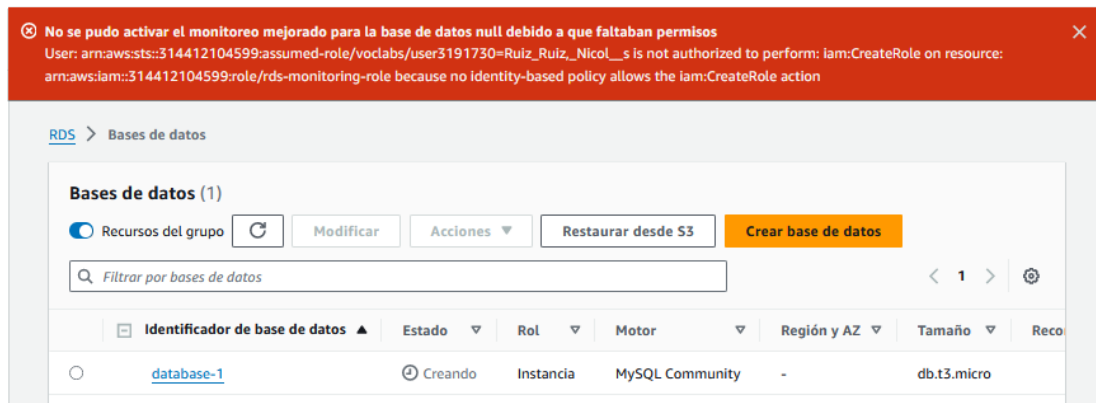 No se pudo activar el monitoreo mejorado para la base de datos null debido a que faltaban permisos
User: arn:aws:sts::314412104599:assumed-role/voclabs/user3191730=Ruiz_Ruiz,_Nicol__s is not authorized to perform: iam:CreateRole on resource:
arn:aws:iam::314412104599:role/rds-monitoring-role because no identity-based policy allows the iam:CreateRole action
RDS > Bases de datos
Bases de datos (1)
Recursos del grupo Modificar Acciones Restaurar desde S3 Crear base de datos
Filtrar por bases de datos < 1 >
Identificador de base de datos Estado Rol Motor Región y AZ Tamaño Reco
database-1 Creando Instancia MySQL Community - db.t3.micro